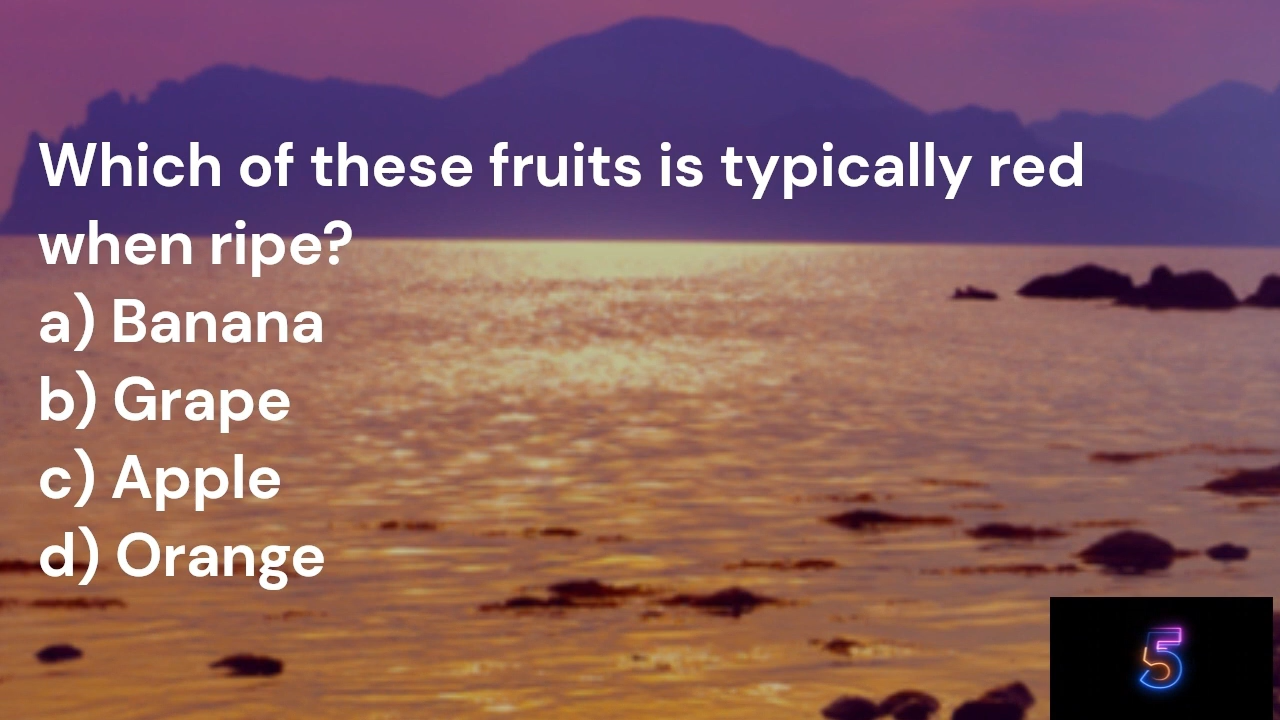 Which of these fruits is typically red
when ripe?
a) Banana
b) Grape
c) Apple
d) Orange
5